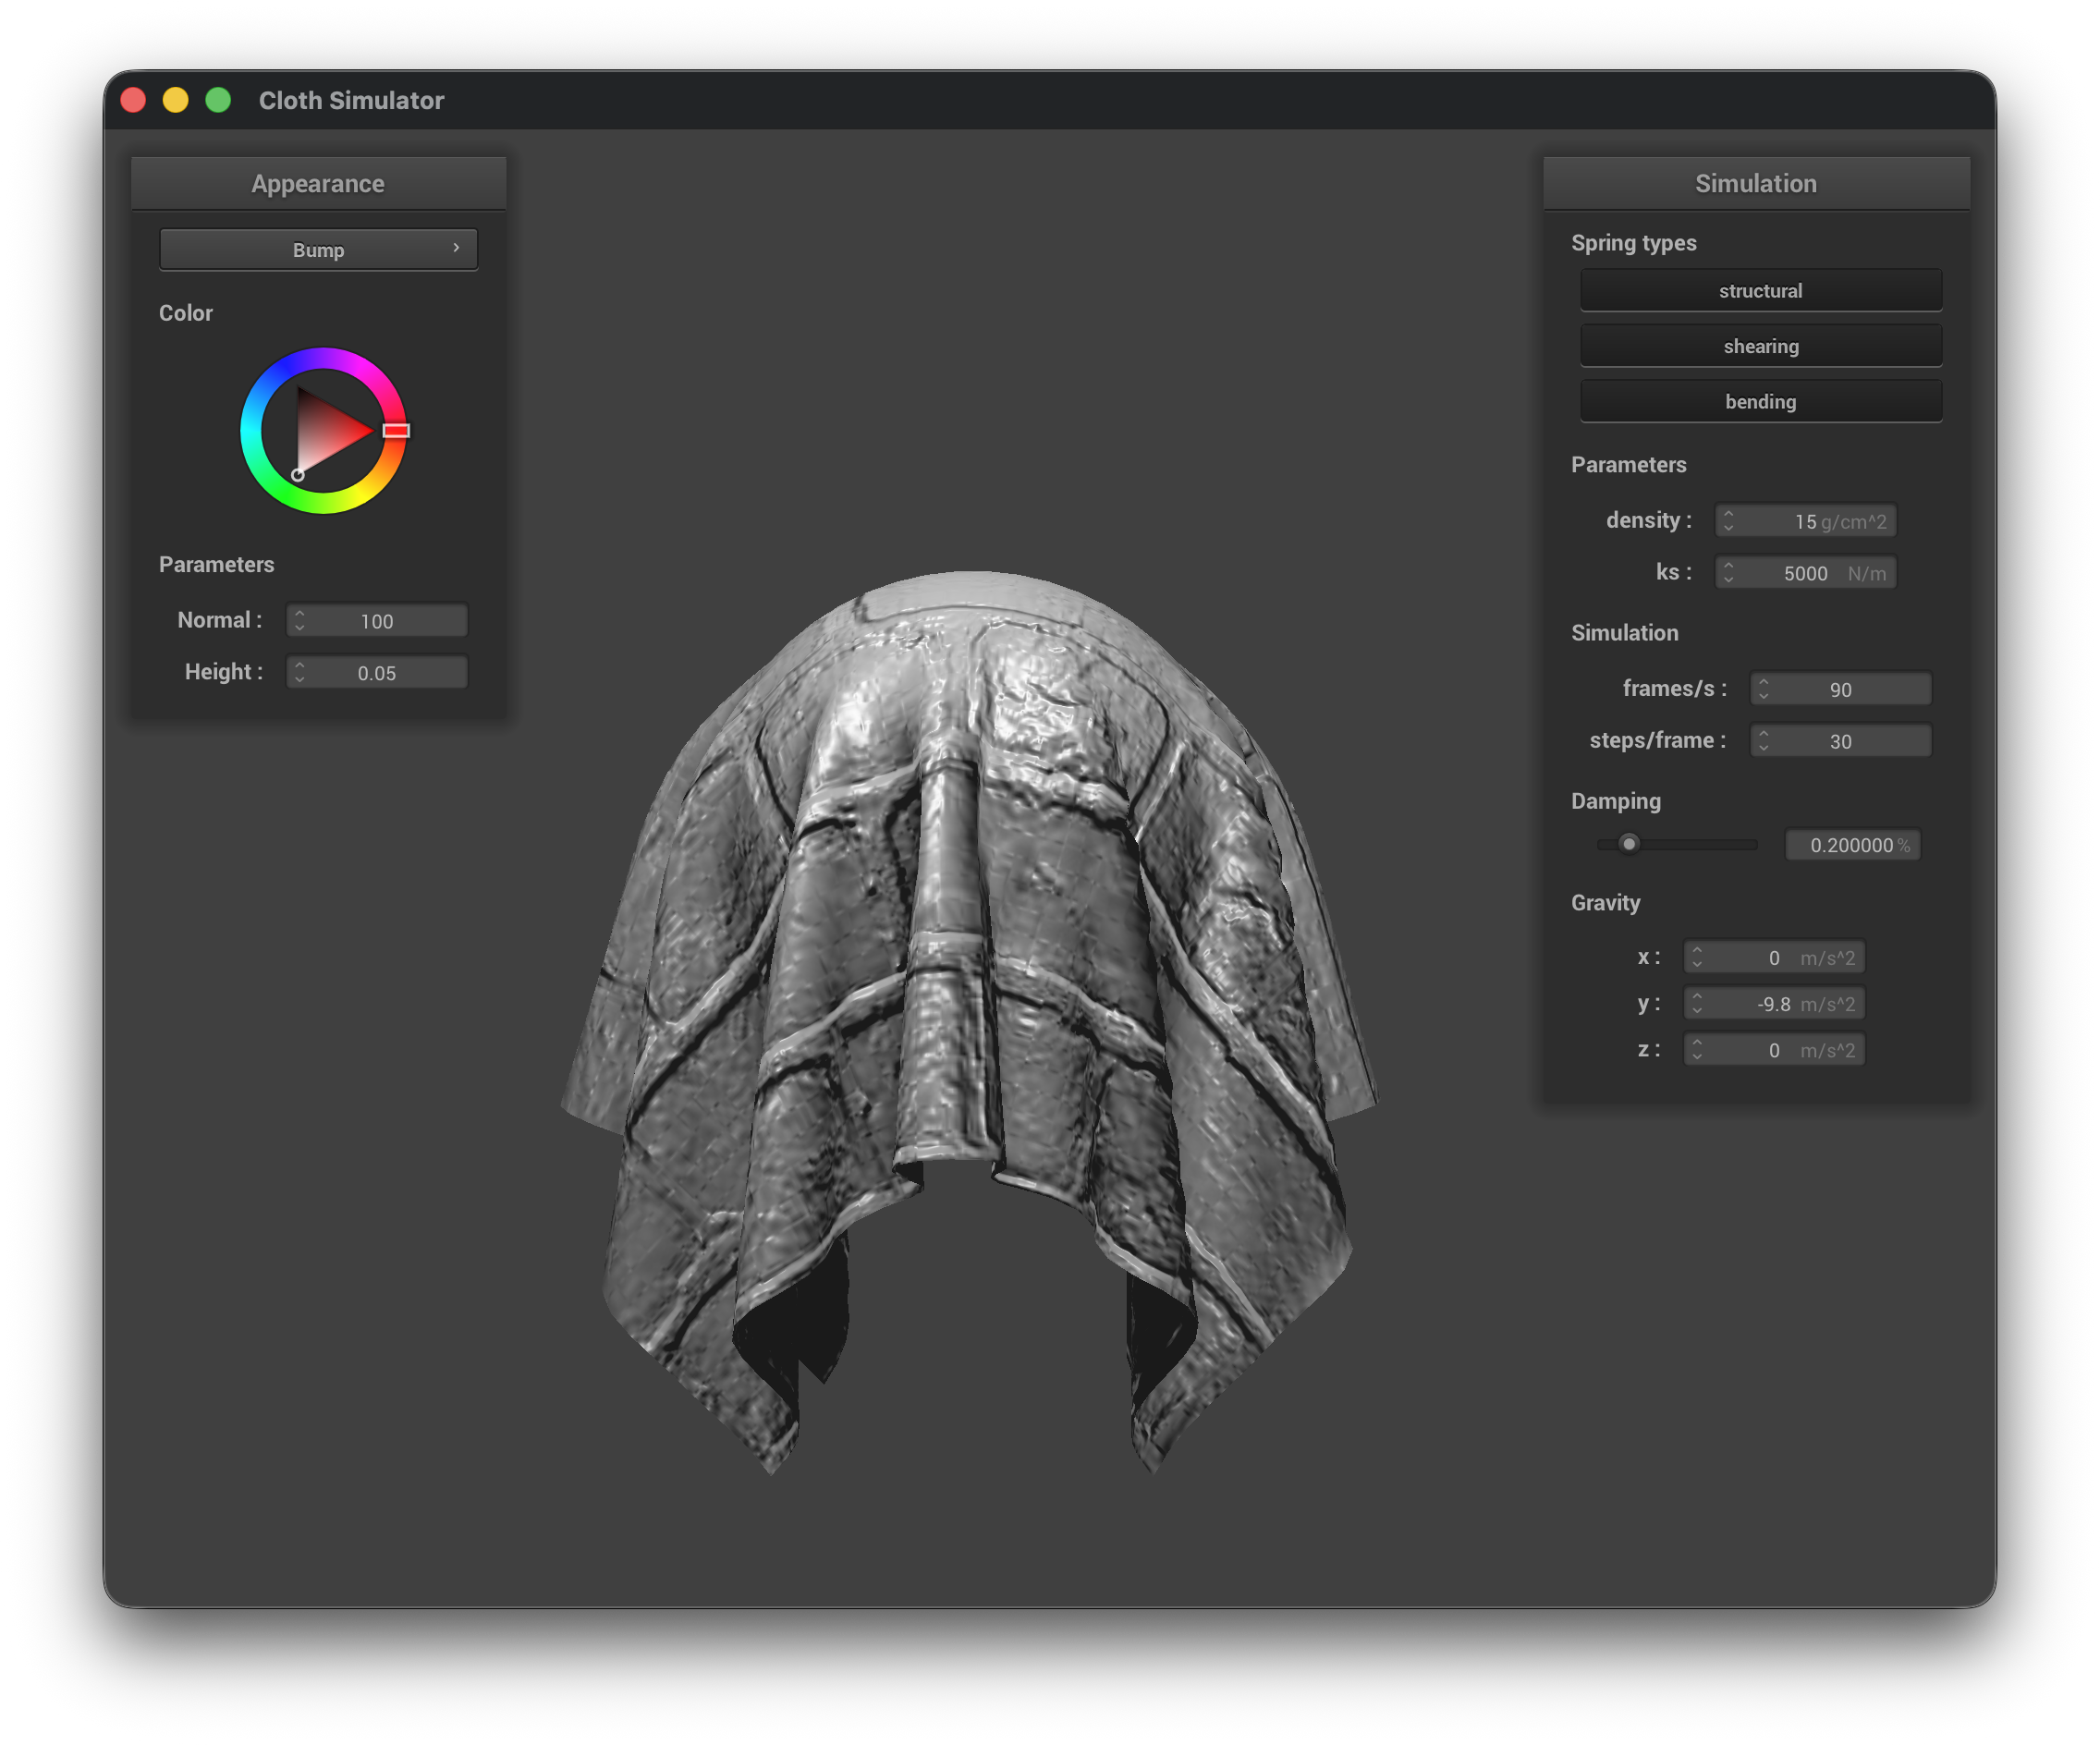 Cloth Simulator
Appearance
Bump
Color
Parameters
Normal : 100
Height : 0.05
Simulation
Spring types
structural
shearing
bending
Parameters
density : 15 g/cm^2
ks : 5000 N/m
Simulation
frames/s : 90
steps/frame : 30
Damping
0.200000 %
Gravity
x : 0 m/s^2
y : -9.8 m/s^2
z : 0 m/s^2